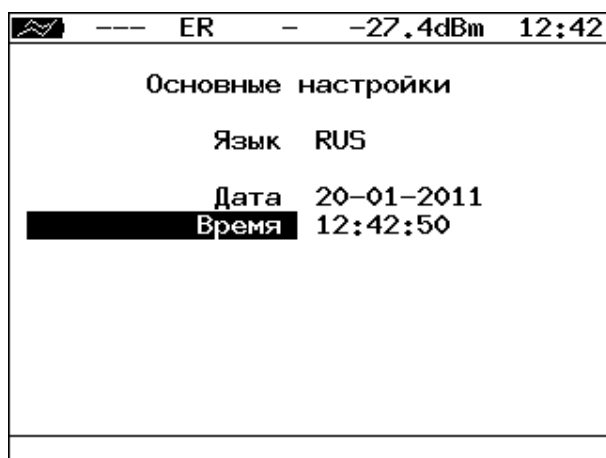 --- ER - -27.4dBm 12:42
Основные настройки
Язык RUS
Дата 20-01-2011
Время 12:42:50